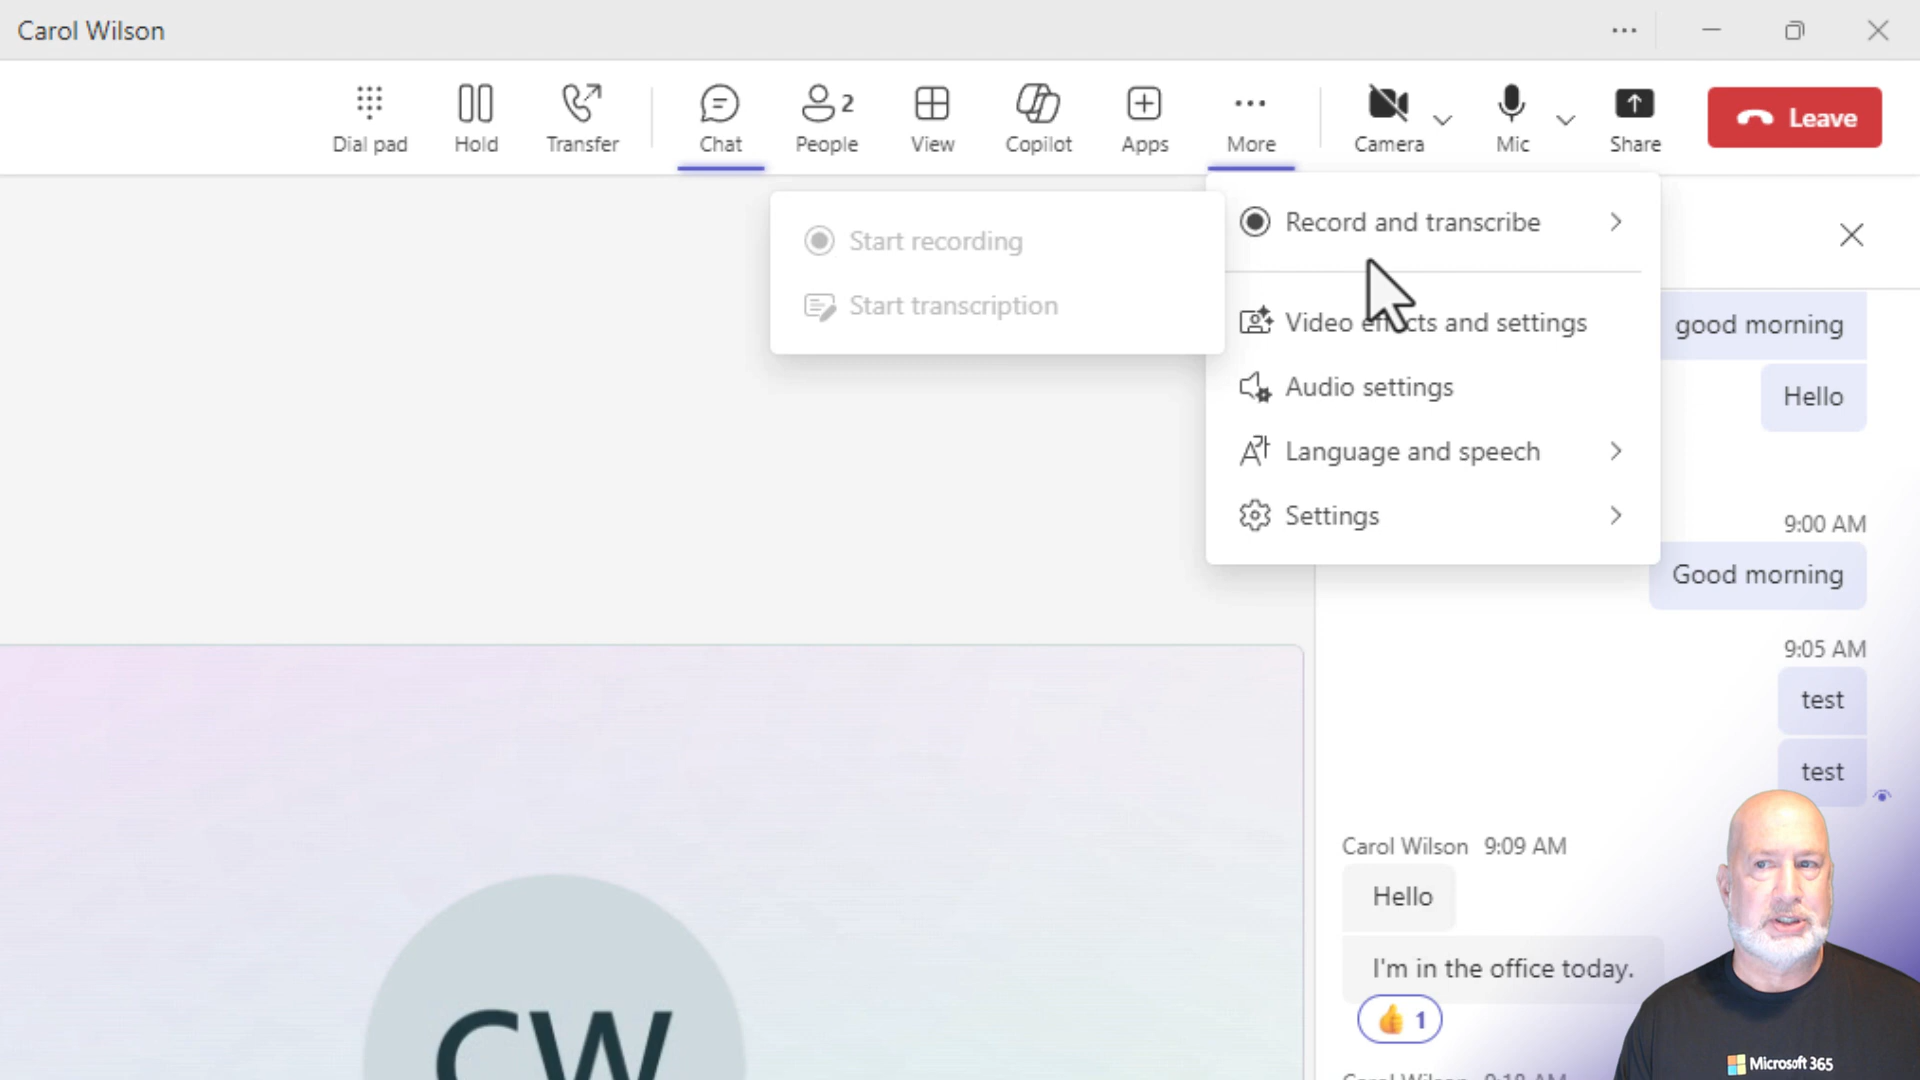 Carol Wilson
Dial pad
Hold
Transfer
Chat
People
2
View
Copilot
Apps
More
Camera
Mic
Share
Leave
Start recording
Start transcription
Record and transcribe
Video effects and settings
Audio settings
Language and speech
Settings
good morning
Hello
9:00 AM
Good morning
9:05 AM
test
test
Carol Wilson 9:09 AM
Hello
I'm in the office today.
👍 1
CW
Microsoft 365